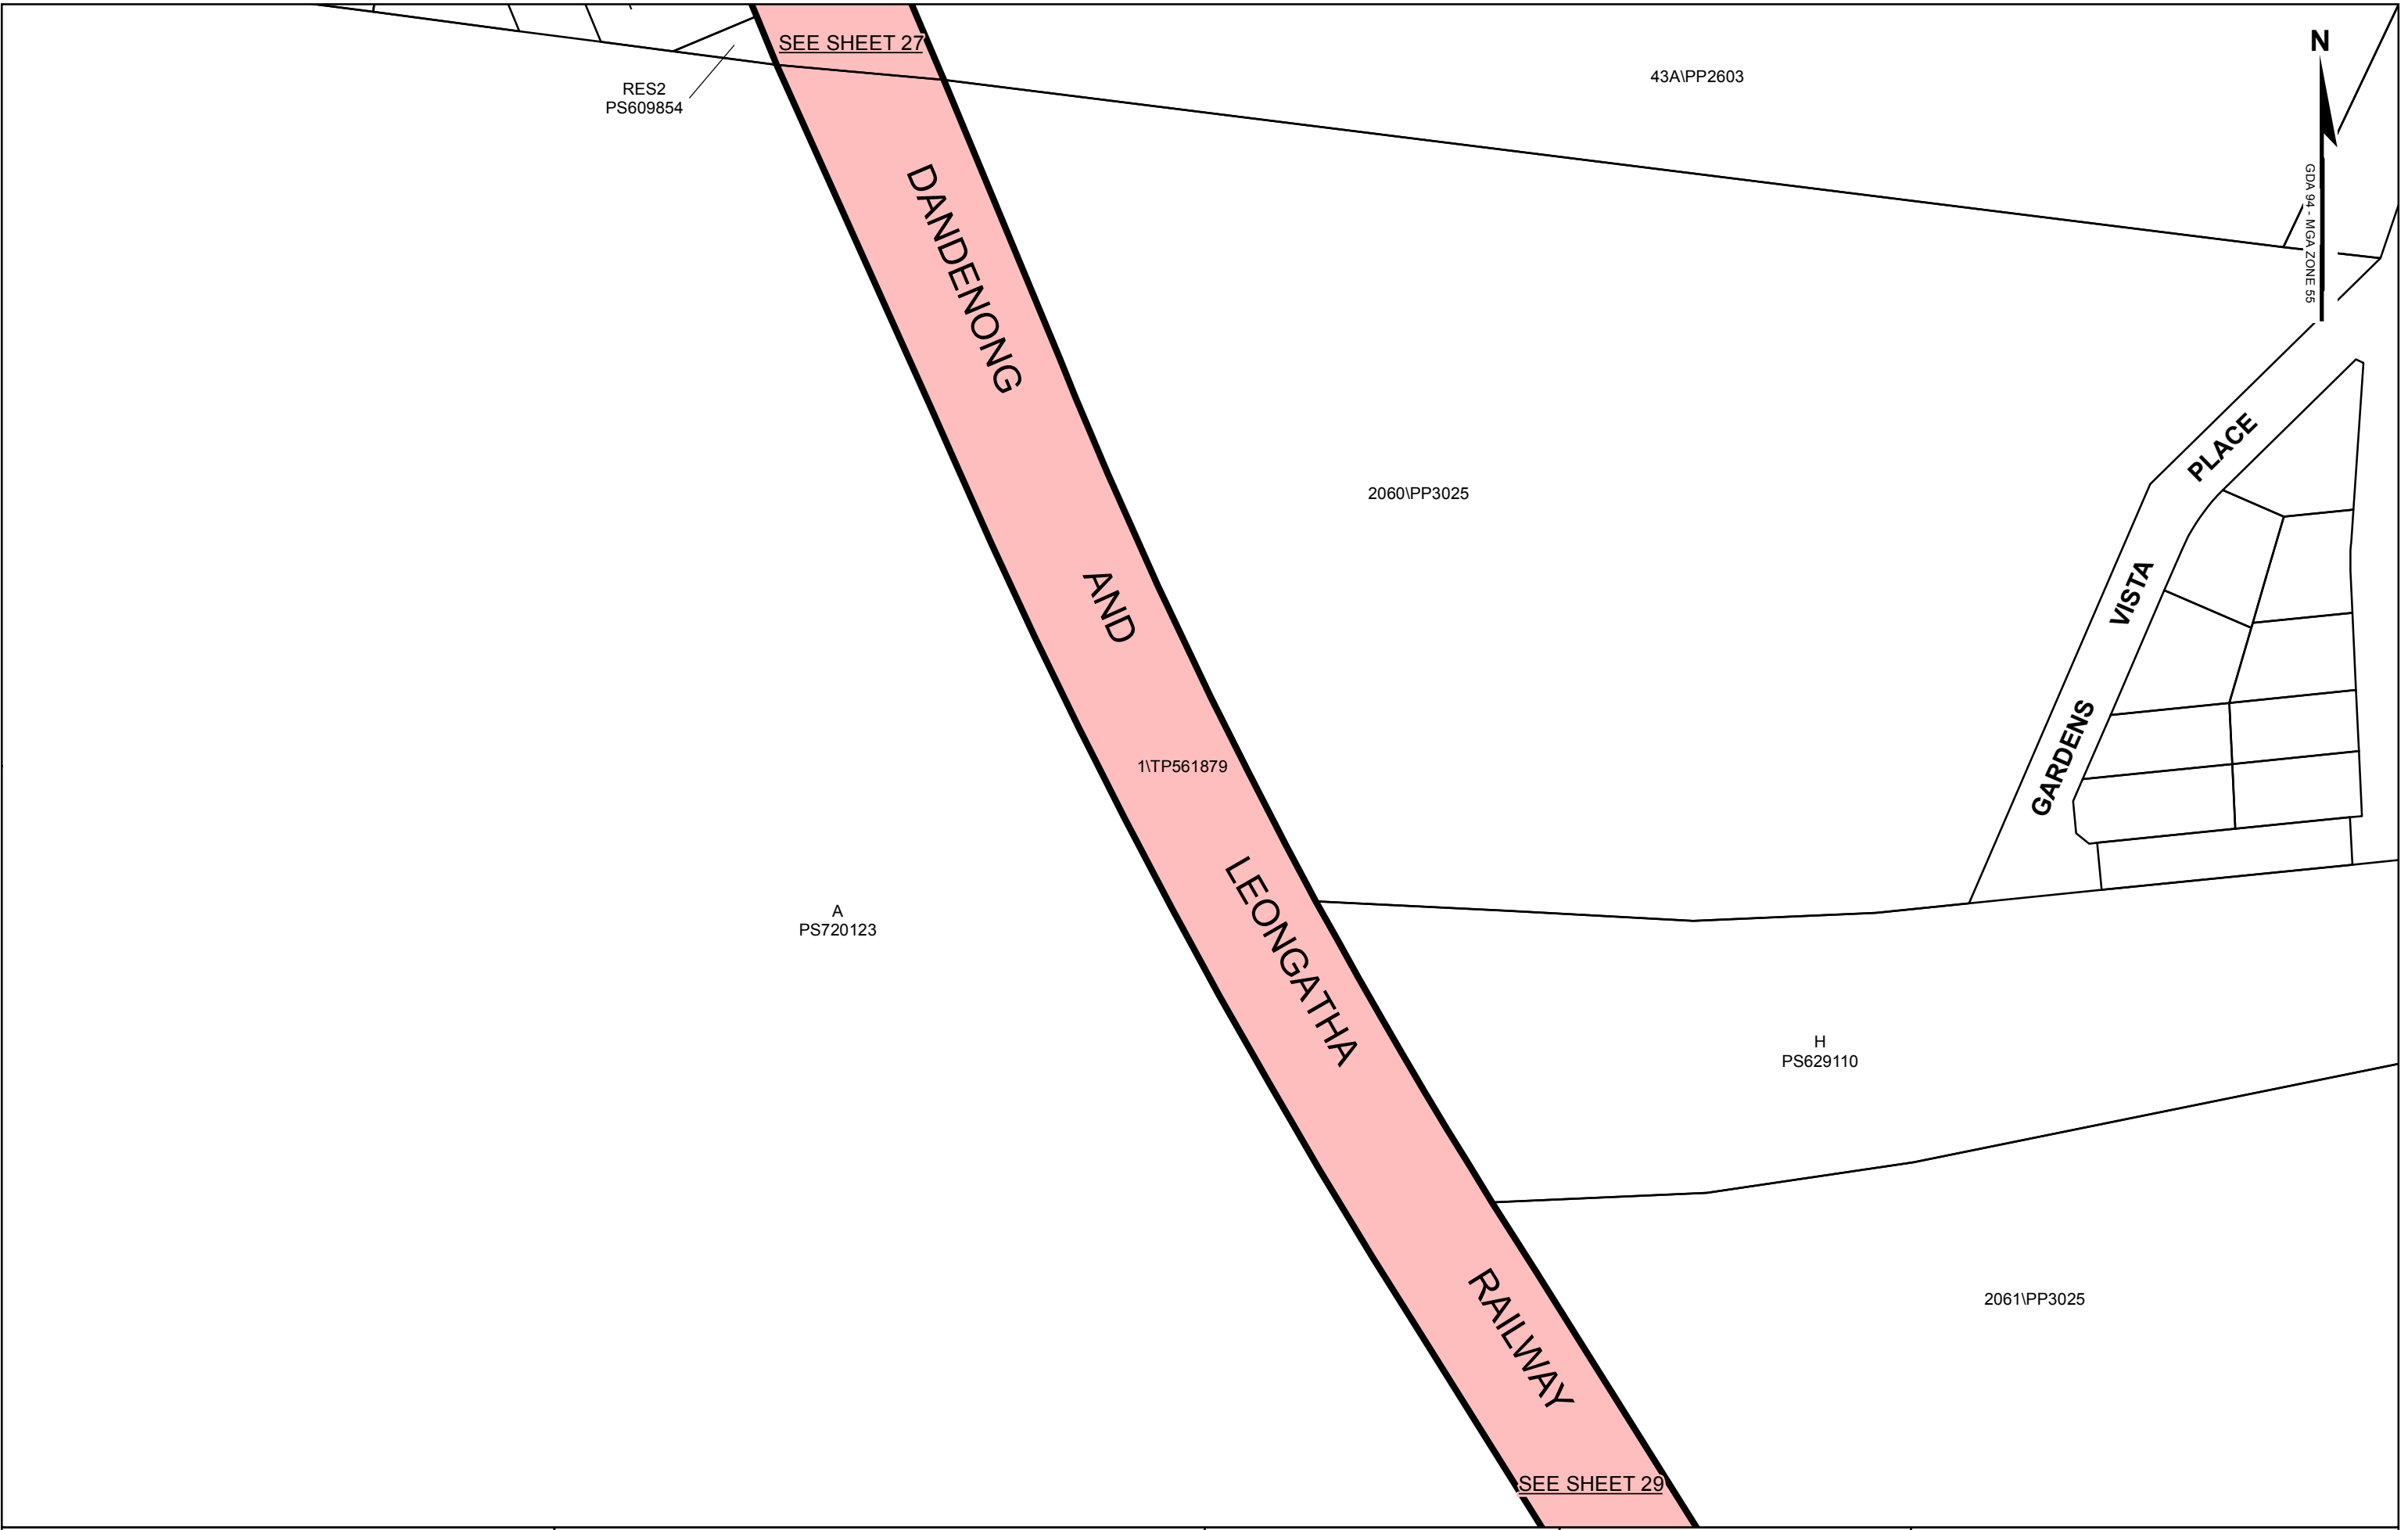 SEE SHEET 27
N
43A\PP2603
RES2
PS609854
GDA 94 - MGA ZONE 55
DANDENONG
AND
LEONGATHA
RAILWAY
2060\PP3025
GARDENS
VISTA
PLACE
1\TP561879
A
PS720123
H
PS629110
2061\PP3025
SEE SHEET 29